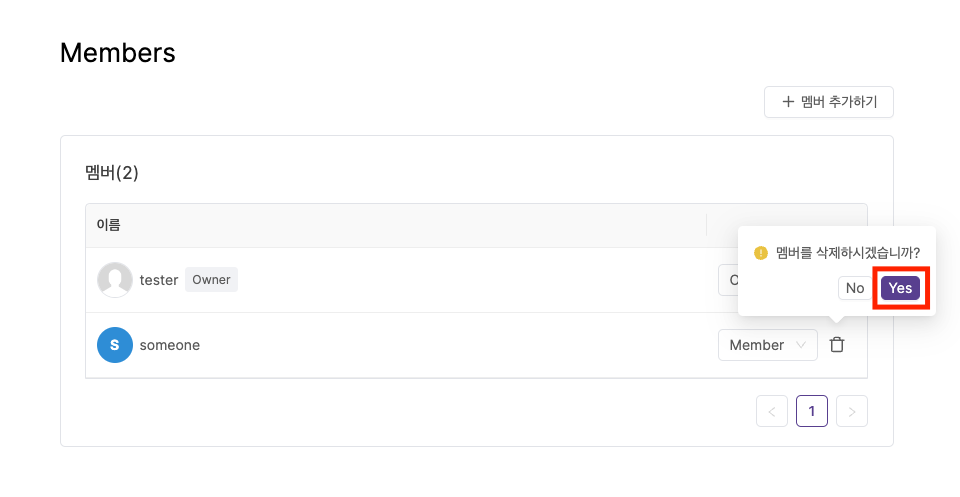 Members
+ 멤버 추가하기
멤버(2)
이름
멤버를 삭제하시겠습니까?
tester Owner
No Yes
S someone Member
< 1 >